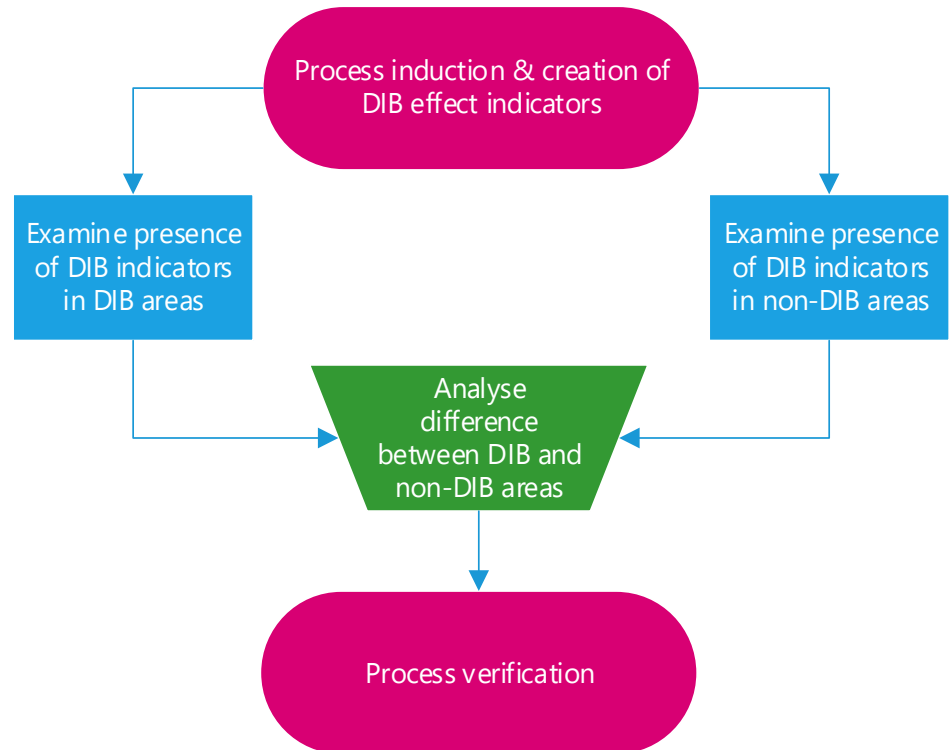 Process induction & creation of
DIB effect indicators
Examine presence
of DIB indicators
in DIB areas
Examine presence
of DIB indicators
in non-DIB areas
Analyse
difference
between DIB and
non-DIB areas
Process verification